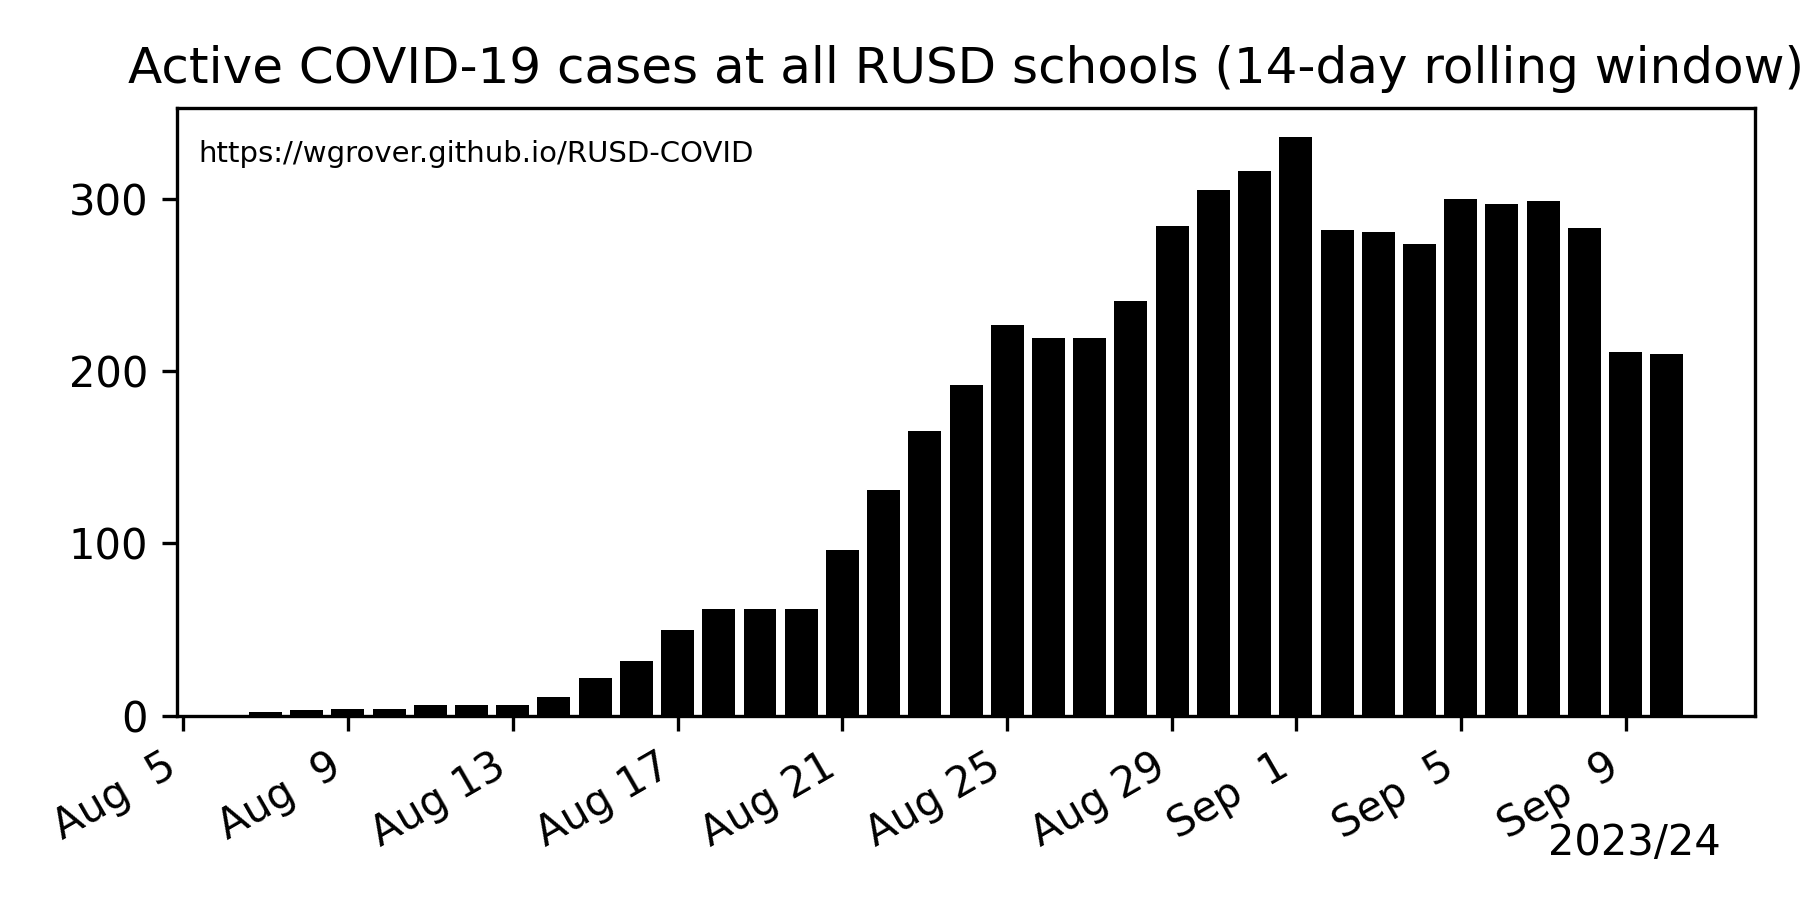 Active COVID-19 cases at all RUSD schools (14-day rolling window)
https://wgrover.github.io/RUSD-COVID
300
200
100
0
Aug 5
Aug 9
Aug 13
Aug 17
Aug 21
Aug 25
Aug 29
Sep 1
Sep 5
Sep 9
2023/24